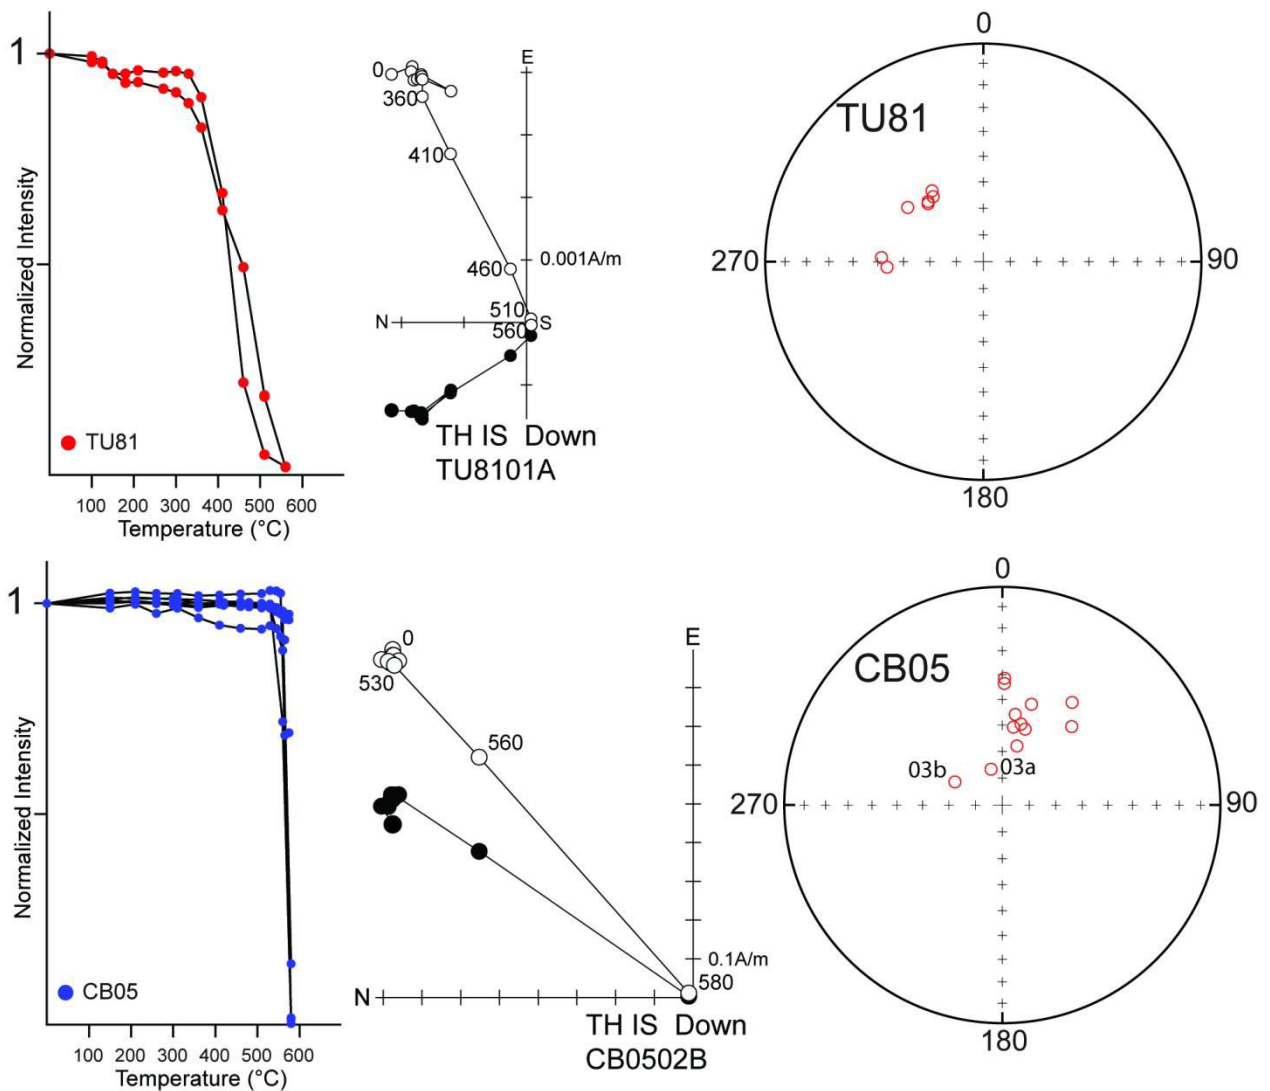 1
Normalized Intensity
TU81
100 200 300 400 500 600
Temperature (°C)
E
0
360
410
460
0.001A/m
510
N
S
560
TH IS Down
TU8101A
0
TU81
270
90
180
1
Normalized Intensity
CB05
100 200 300 400 500 600
Temperature (°C)
E
0
530
560
0.1A/m
580
N
TH IS Down
CB0502B
0
CB05
03b
03a
270
90
180